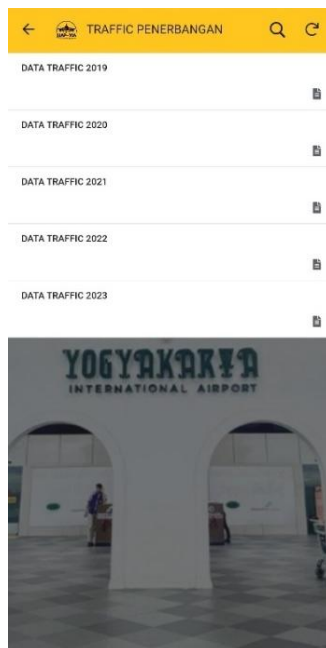 TRAFFIC PENERBANGAN
DATA TRAFFIC 2019
DATA TRAFFIC 2020
DATA TRAFFIC 2021
DATA TRAFFIC 2022
DATA TRAFFIC 2023
YOGYAKARTA
INTERNATIONAL AIRPORT